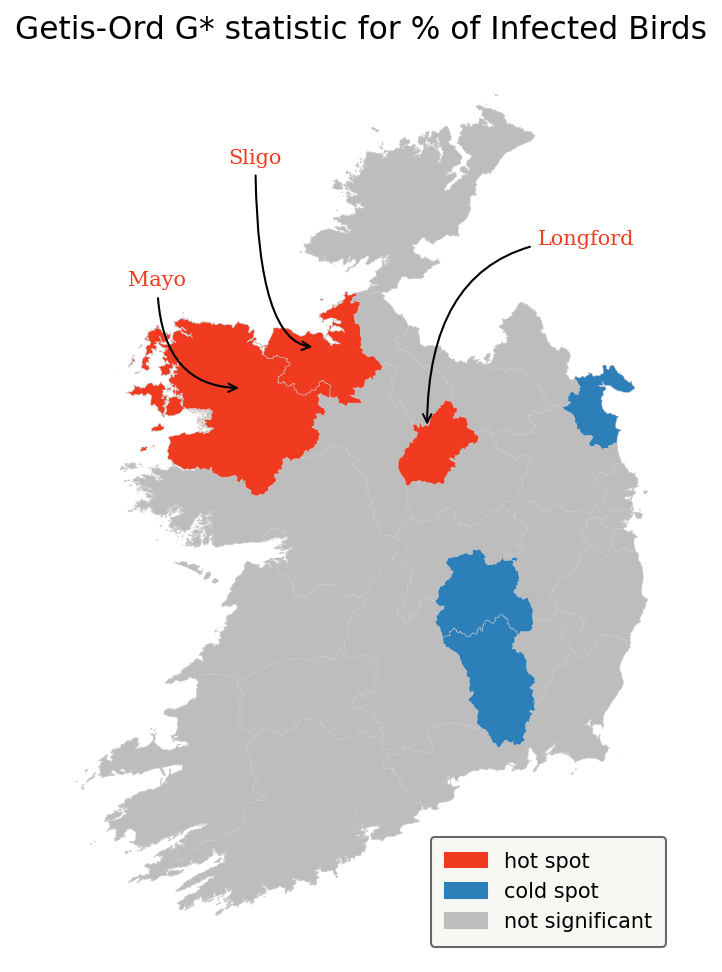 Getis-Ord G* statistic for % of Infected Birds
Sligo
Longford
Mayo
hot spot
cold spot
not significant